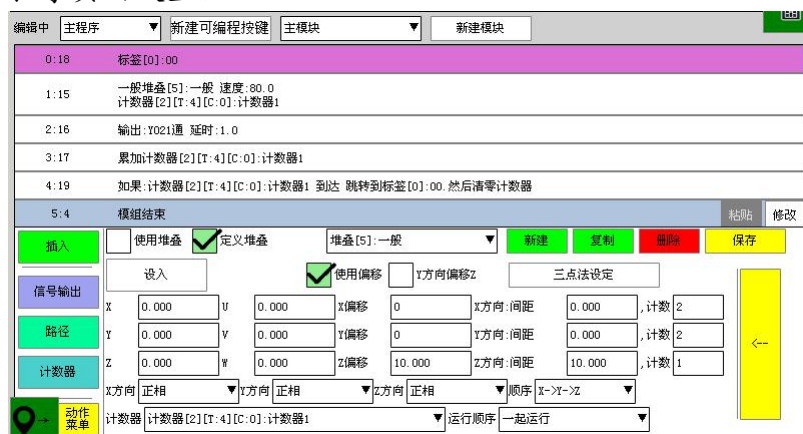 编辑中 主程序 新建可编程按键 主模块 新建模块
0:18 标签[0]:00
1:15 一般堆叠[5]:一般 速度:80.0
计数器[2][T:4][C:0]:计数器1
2:16 输出:Y021通 延时:1.0
3:17 累加计数器[2][T:4][C:0]:计数器1
4:19 如果:计数器[2][T:4][C:0]:计数器1 到达 跳转到标签[0]:00.然后清零计数器
5:4 模组结束 粘贴 修改
插入 使用堆叠 定义堆叠 堆叠[5]:一般 新建 复制 删除 保存
设入 使用偏移 Y方向偏移Z 三点法设定
信号输出
X 0.000 U 0.000 X偏移 0 X方向:间距 0.000 ,计数 2
路径 Y 0.000 V 0.000 Y偏移 0 Y方向:间距 0.000 ,计数 2 <--
计数器 Z 0.000 W 0.000 Z偏移 10.000 Z方向:间距 10.000 ,计数 1
X方向 正相 Y方向 正相 Z方向 正相 顺序 X->Y->Z
动作菜单 计数器 计数器[2][T:4][C:0]:计数器1 运行顺序 一起运行